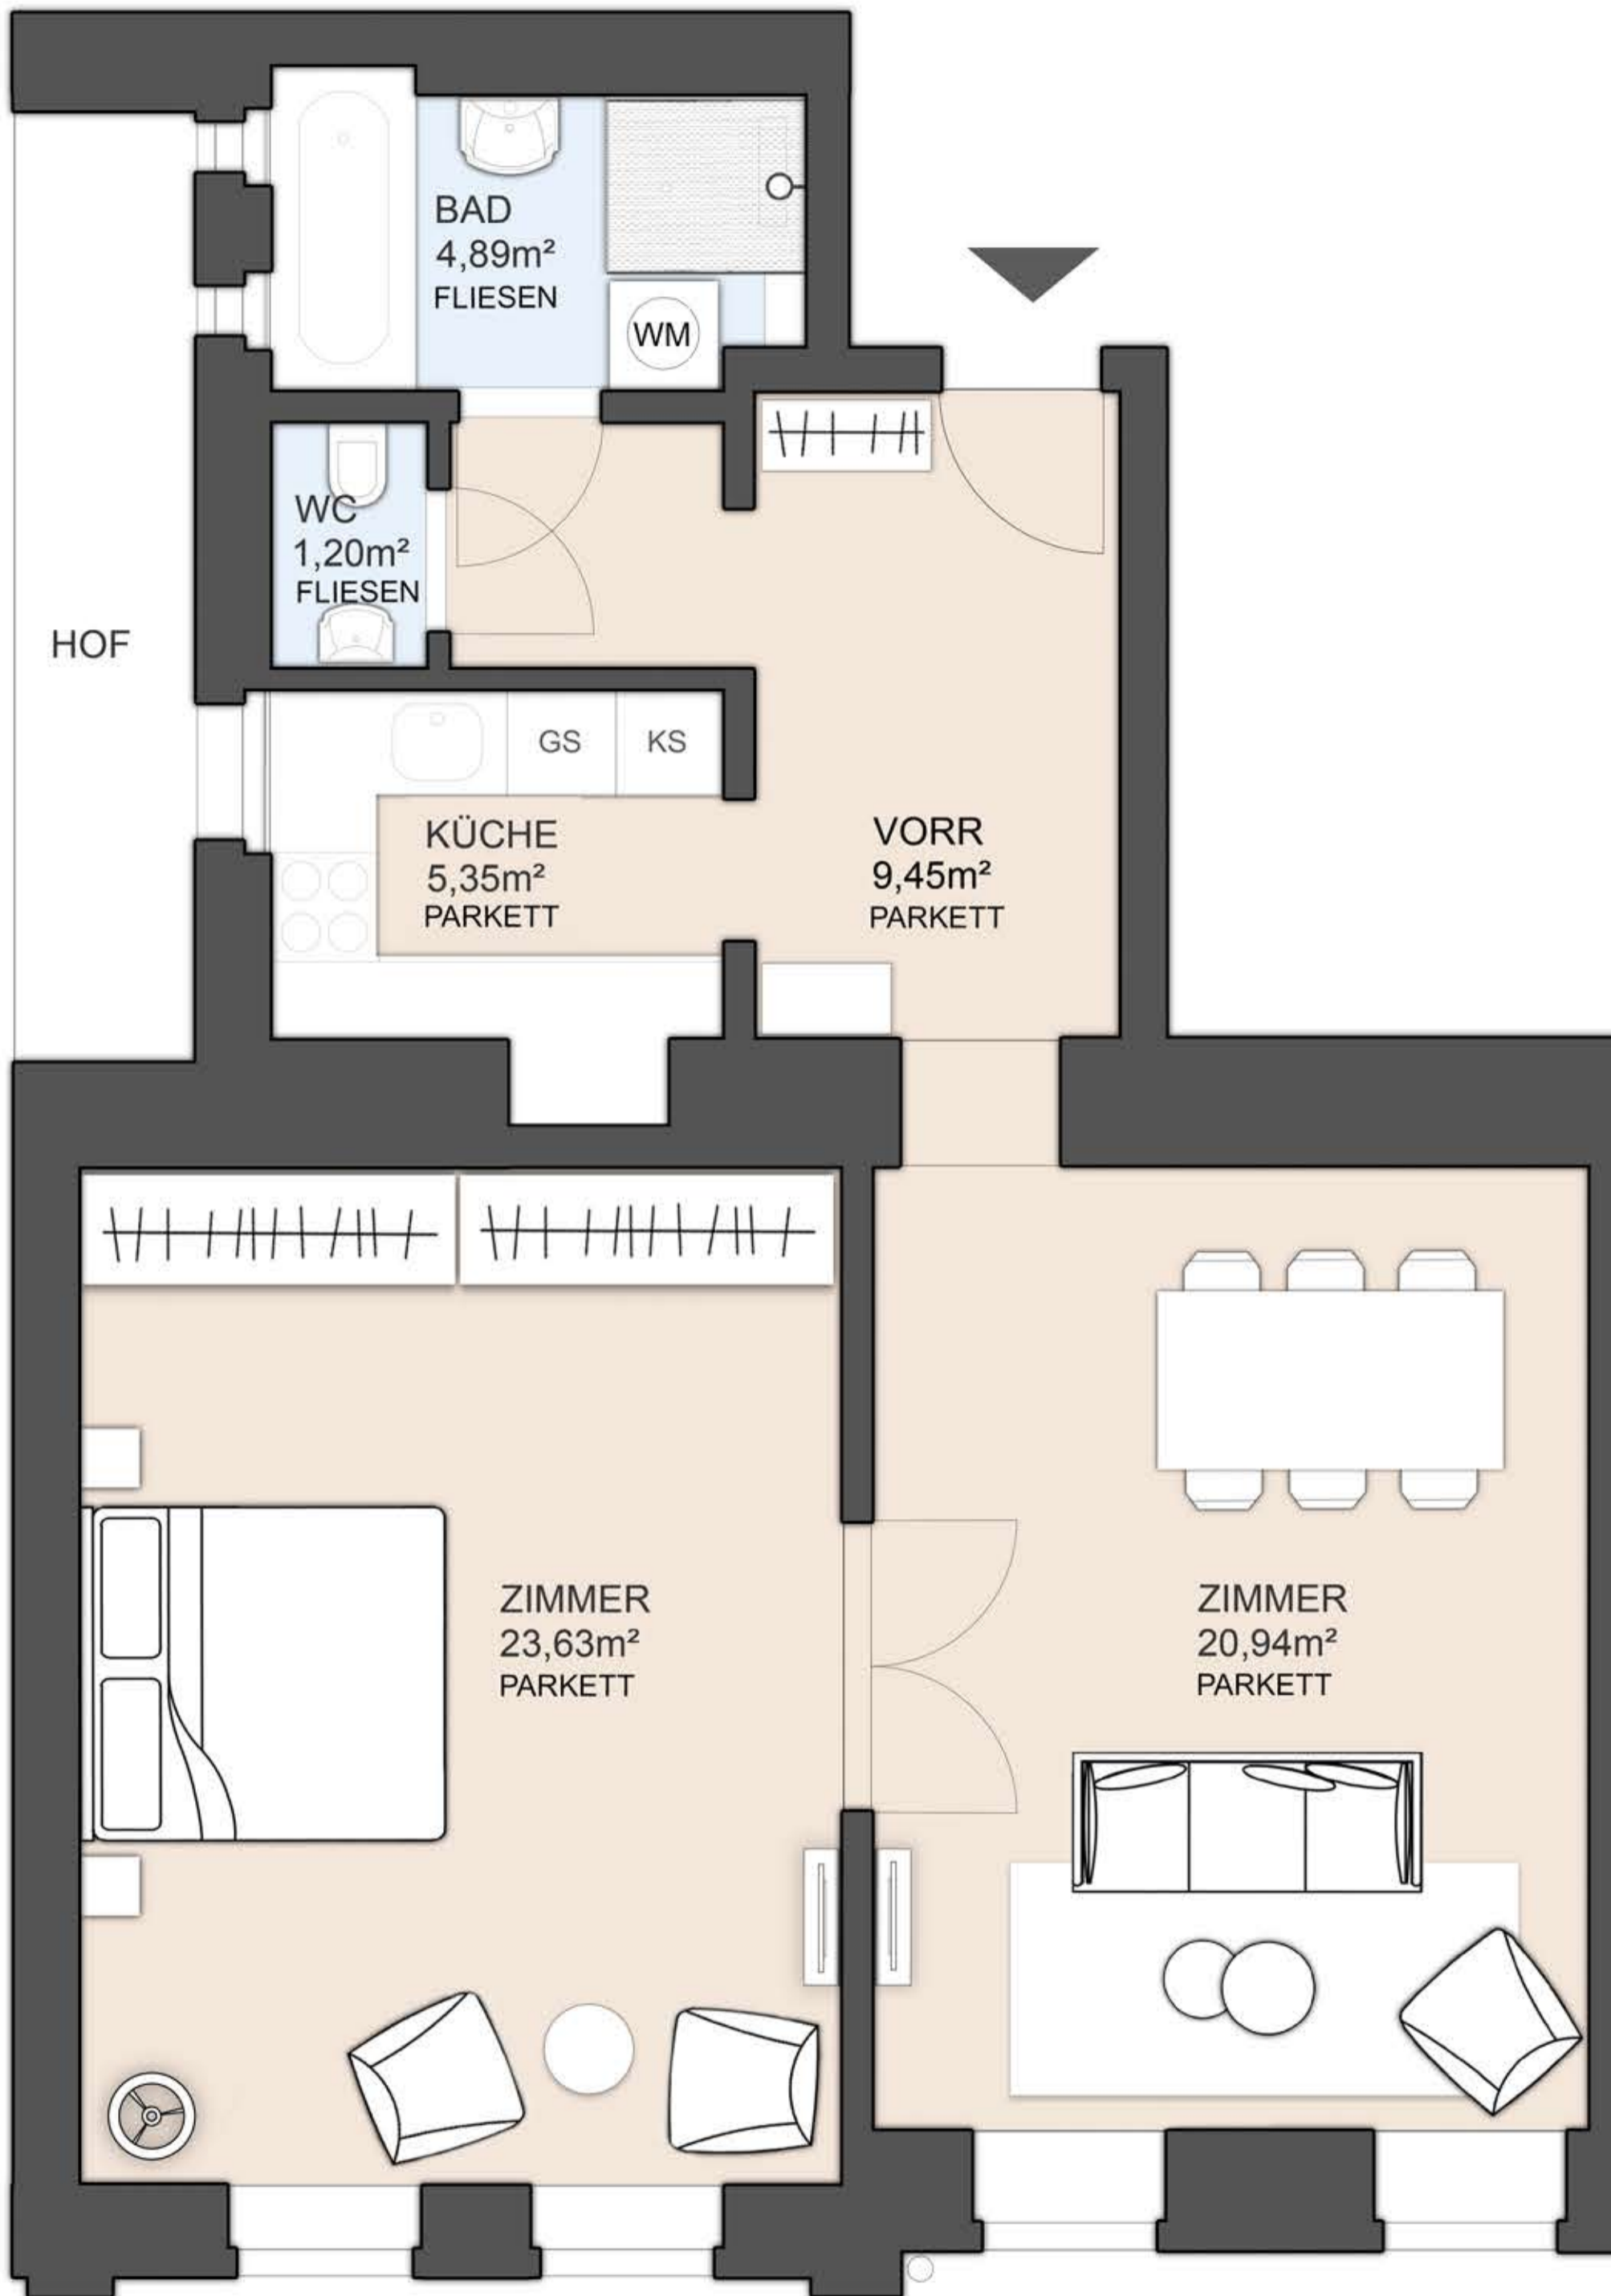 BAD
4,89m²
FLIESEN
WM
WC
1,20m²
FLIESEN
HOF
GS
KS
KÜCHE
5,35m²
PARKETT
VORR
9,45m²
PARKETT
ZIMMER
23,63m²
PARKETT
ZIMMER
20,94m²
PARKETT